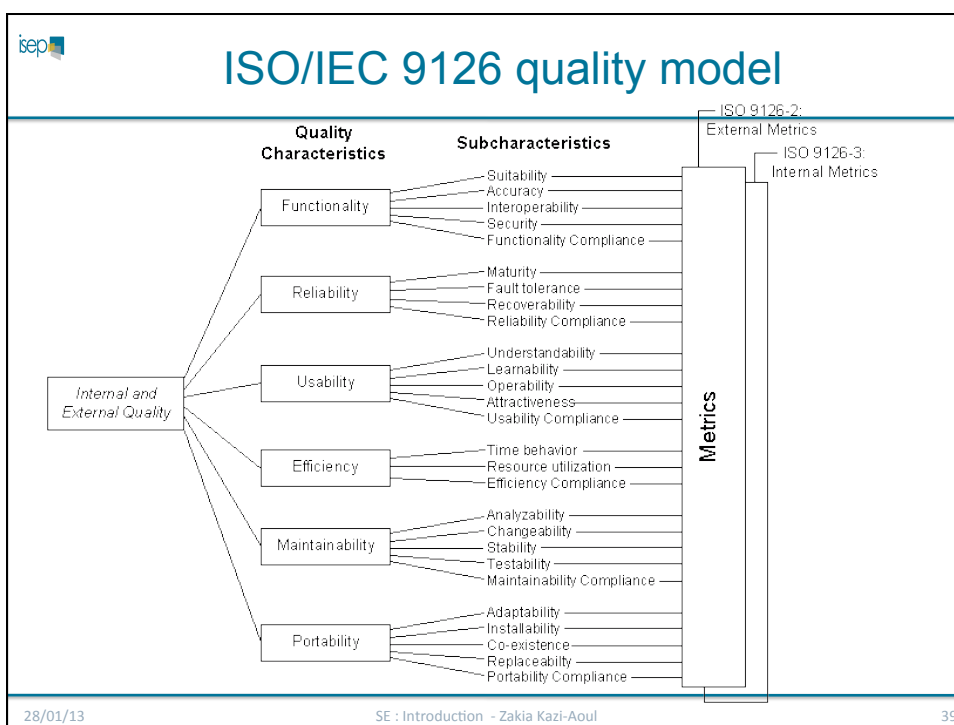 isep
ISO/IEC 9126 quality model
ISO 9126-2:
External Metrics
ISO 9126-3:
Internal Metrics
Quality
Characteristics
Subcharacteristics
Internal and
External Quality
Functionality
Suitability
Accuracy
Interoperability
Security
Functionality Compliance
Reliability
Maturity
Fault tolerance
Recoverability
Reliability Compliance
Usability
Understandability
Learnability
Operability
Attractiveness
Usability Compliance
Efficiency
Time behavior
Resource utilization
Efficiency Compliance
Maintainability
Analyzability
Changeability
Stability
Testability
Maintainability Compliance
Portability
Adaptability
Installability
Co-existence
Replaceabilty
Portability Compliance
Metrics
28/01/13
SE : Introduction - Zakia Kazi-Aoul
39